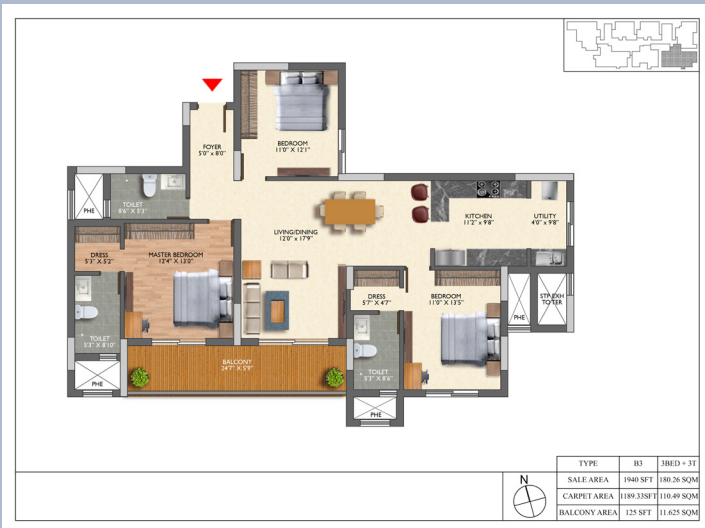 FOYER
5'0" x 8'0"
BEDROOM
11'0" X 12'1"
TOILET
8'6" X 5'3"
PHE
LIVING/DINING
12'0" x 17'9"
KITCHEN
11'2" x 9'8"
UTILITY
4'0" x 9'8"
DRESS
5'3" X 5'2"
MASTER BEDROOM
12'4" X 13'0"
DRESS
5'7" X 4'7"
BEDROOM
11'0" X 13'5"
PHE
STP EXH
TO TER
TOILET
5'3" X 8'10"
BALCONY
24'7" X 5'9"
TOILET
5'3" X 8'6"
PHE
PHE
N
TYPE B3 3BED + 3T
SALE AREA 1940 SFT 180.26 SQM
CARPET AREA 1189.33SFT 110.49 SQM
BALCONY AREA 125 SFT 11.625 SQM